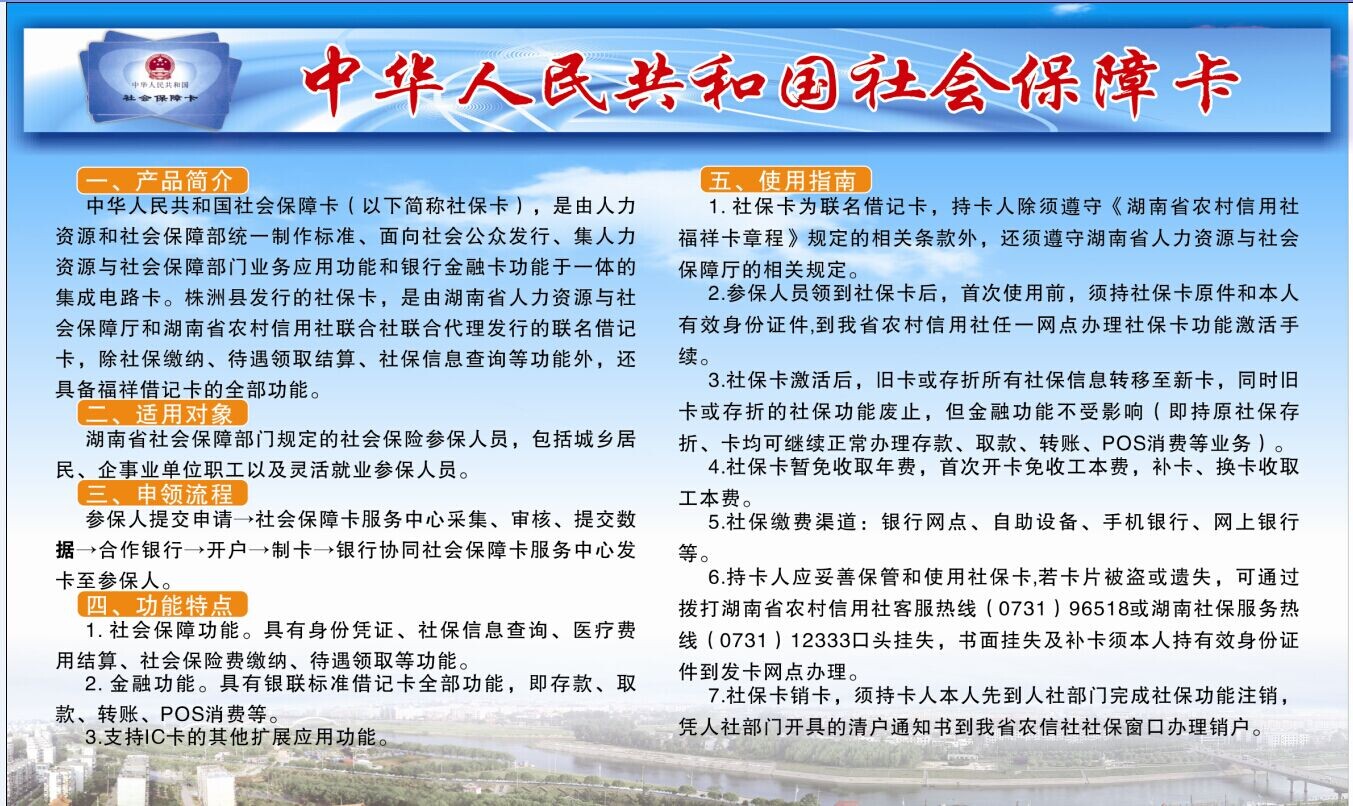 中华人民共和国
社会保障卡
中华人民共和国社会保障卡
一、产品简介
中华人民共和国社会保障卡（以下简称社保卡），是由人力
资源和社会保障部统一制作标准、面向社会公众发行、集人力
资源与社会保障部门业务应用功能和银行金融卡功能于一体的
集成电路卡。株洲县发行的社保卡，是由湖南省人力资源与社
会保障厅和湖南省农村信用社联合社联合代理发行的联名借记
卡，除社保缴纳、待遇领取结算、社保信息查询等功能外，还
具备福祥借记卡的全部功能。
二、适用对象
湖南省社会保障部门规定的社会保险参保人员，包括城乡居
民、企事业单位职工以及灵活就业参保人员。
三、申领流程
参保人提交申请→社会保障卡服务中心采集、审核、提交数
据→合作银行→开户→制卡→银行协同社会保障卡服务中心发
卡至参保人。
四、功能特点
1. 社会保障功能。具有身份凭证、社保信息查询、医疗费
用结算、社会保险费缴纳、待遇领取等功能。
2. 金融功能。具有银联标准借记卡全部功能，即存款、取
款、转账、POS消费等。
3.支持IC卡的其他扩展应用功能。
五、使用指南
1. 社保卡为联名借记卡，持卡人除须遵守《湖南省农村信用社
福祥卡章程》规定的相关条款外，还须遵守湖南省人力资源与社会
保障厅的相关规定。
2.参保人员领到社保卡后，首次使用前，须持社保卡原件和本人
有效身份证件,到我省农村信用社任一网点办理社保卡功能激活手
续。
3.社保卡激活后，旧卡或存折所有社保信息转移至新卡，同时旧
卡或存折的社保功能废止，但金融功能不受影响（即持原社保存
折、卡均可继续正常办理存款、取款、转账、POS消费等业务）。
4.社保卡暂免收取年费，首次开卡免收工本费，补卡、换卡收取
工本费。
5.社保缴费渠道：银行网点、自助设备、手机银行、网上银行
等。
6.持卡人应妥善保管和使用社保卡,若卡片被盗或遗失，可通过
拨打湖南省农村信用社客服热线（0731）96518或湖南社保服务热
线（0731）12333口头挂失，书面挂失及补卡须本人持有效身份证
件到发卡网点办理。
7.社保卡销卡，须持卡人本人先到人社部门完成社保功能注销，
凭人社部门开具的清户通知书到我省农信社社保窗口办理销户。